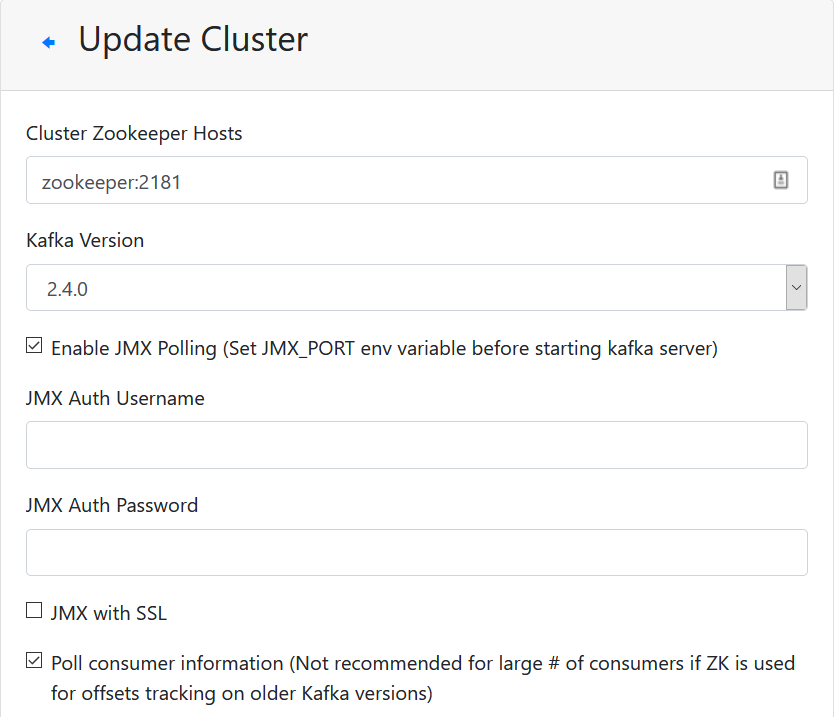 Update Cluster
Cluster Zookeeper Hosts
zookeeper:2181
Kafka Version
2.4.0
Enable JMX Polling (Set JMX_PORT env variable before starting kafka server)
JMX Auth Username
JMX Auth Password
JMX with SSL
Poll consumer information (Not recommended for large # of consumers if ZK is used
for offsets tracking on older Kafka versions)